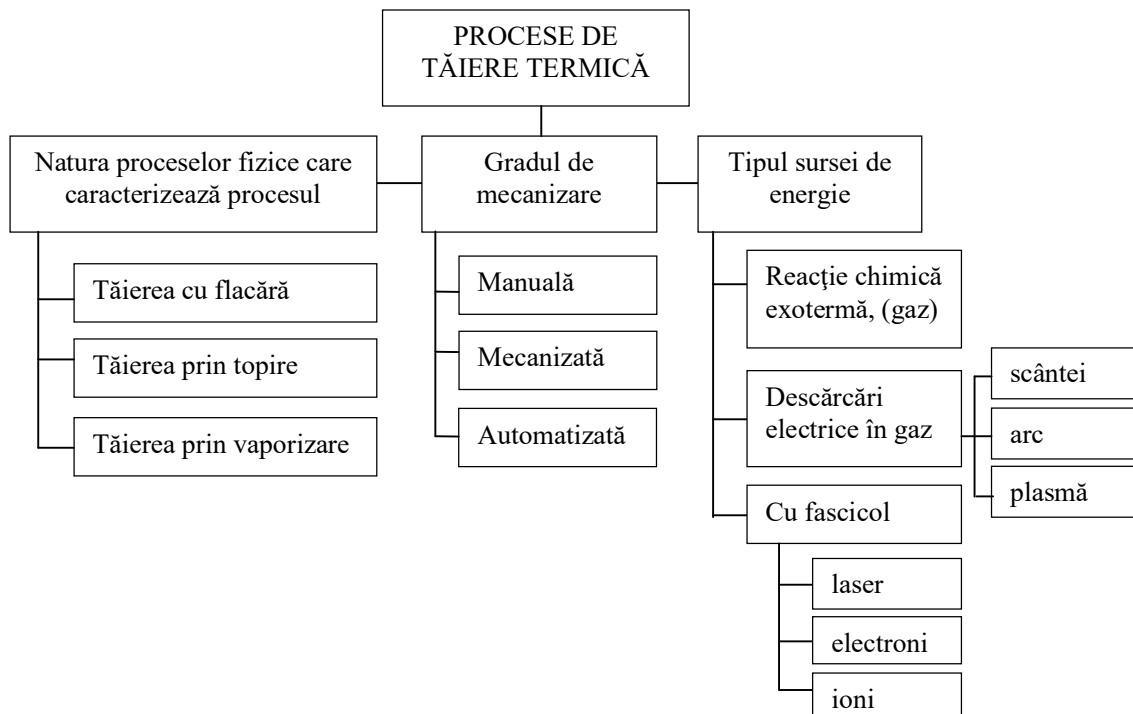 PROCESE DE
TĂIERE TERMICĂ
Natura proceselor fizice care
caracterizează procesul
Tăierea cu flacără
Tăierea prin topire
Tăierea prin vaporizare
Gradul de
mecanizare
Manuală
Mecanizată
Automatizată
Tipul sursei de
energie
Reacţie chimică
exotermă, (gaz)
Descărcări
electrice în gaz
scântei
arc
plasmă
Cu fascicol
laser
electroni
ioni